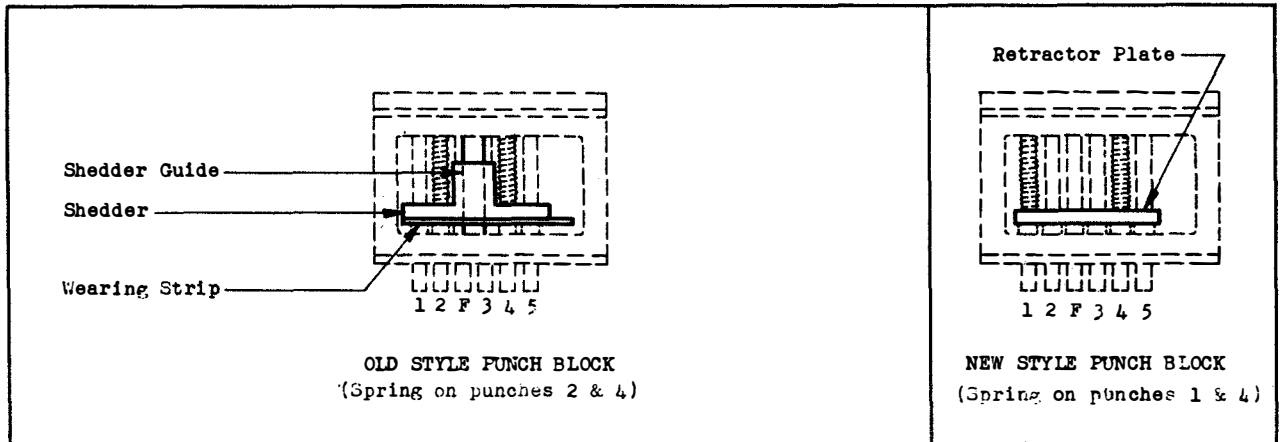 Shedder Guide
Shedder
Wearing Strip
1 2 F 3 4 5
OLD STYLE PUNCH BLOCK
(Spring on punches 2 & 4)
Retractor Plate
1 2 F 3 4 5
NEW STYLE PUNCH BLOCK
(Spring on punches 1 & 4)